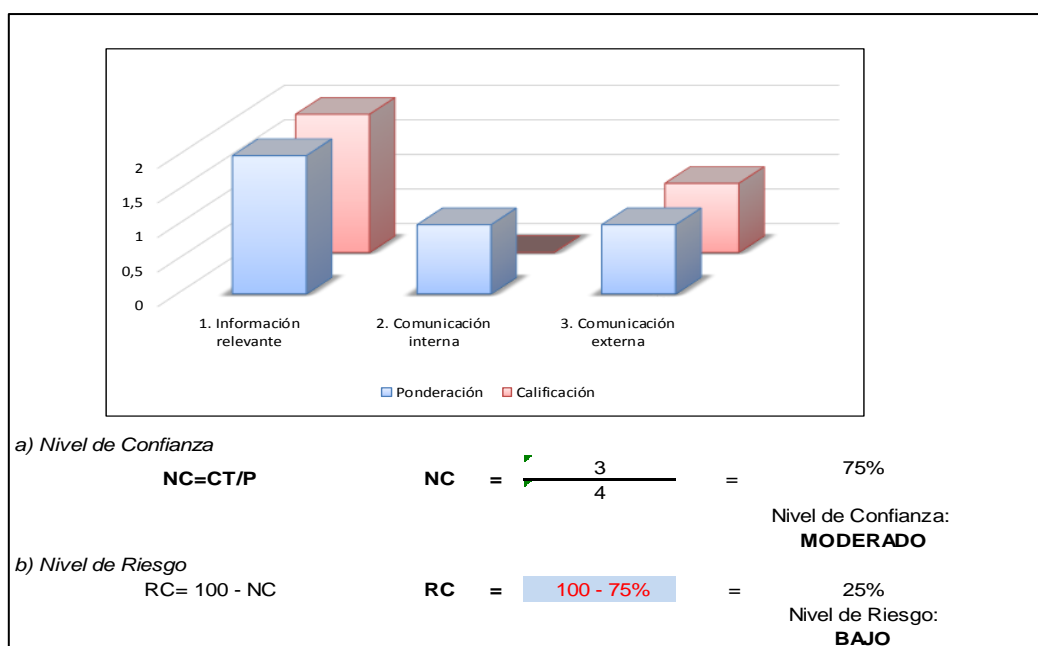 2
1,5
1
0,5
0
1. Información
relevante
2. Comunicación
interna
3. Comunicación
externa
Ponderación Calificación
a) Nivel de Confianza
NC=CT/P NC = 3 = 75%
4
Nivel de Confianza:
MODERADO
b) Nivel de Riesgo
RC= 100 - NC RC = 100 - 75% = 25%
Nivel de Riesgo:
BAJO